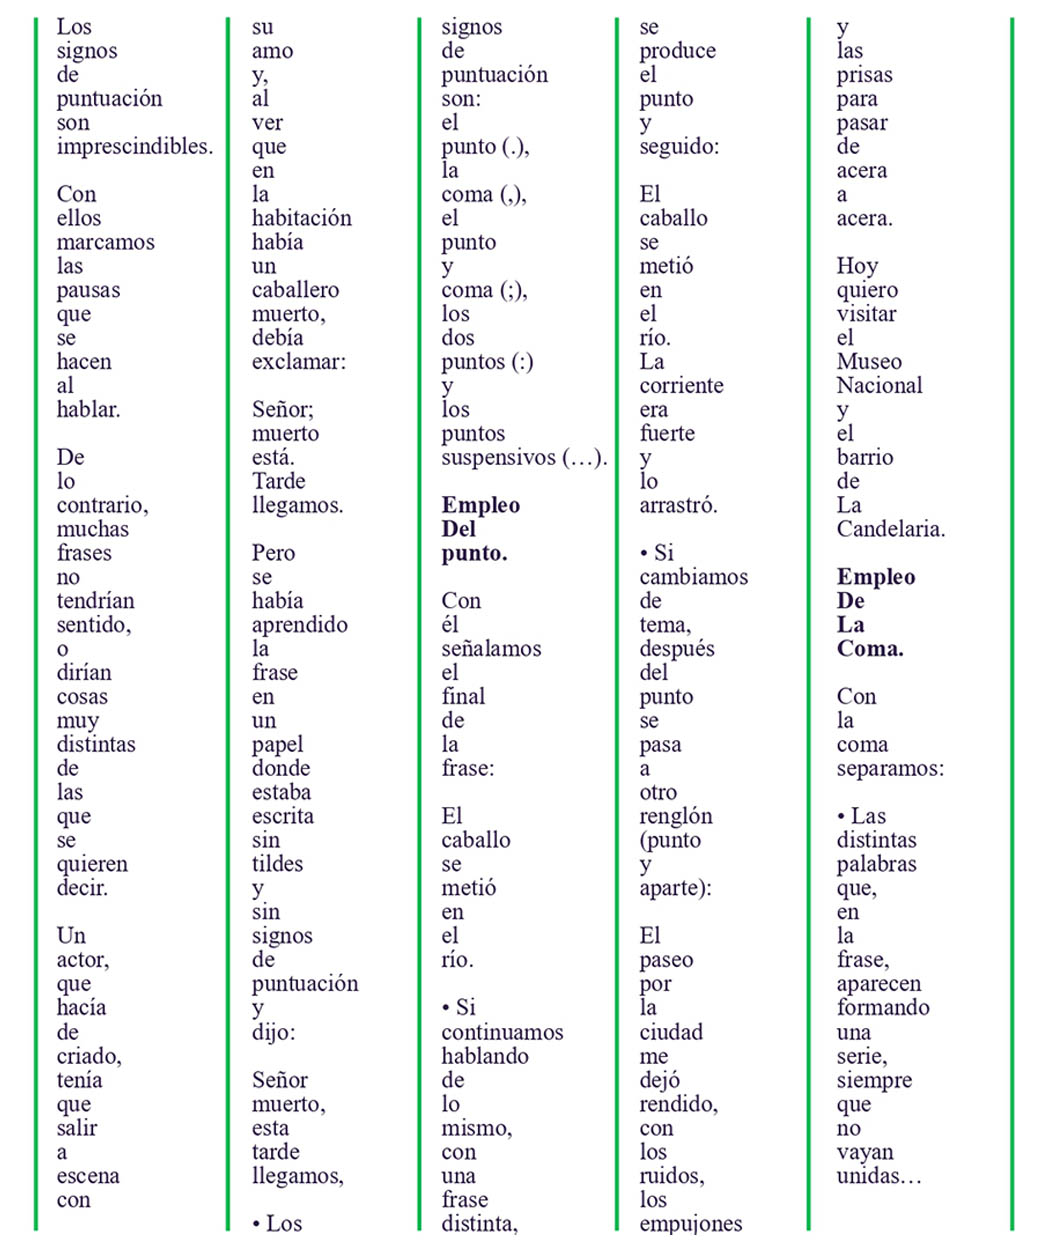 Los
signos
de
puntuación
son
imprescindibles.
Con
ellos
marcamos
las
pausas
que
se
hacen
al
hablar.
De
lo
contrario,
muchas
frases
no
tendrían
sentido,
o
dirían
cosas
muy
distintas
de
las
que
se
quieren
decir.
Un
actor,
que
hacía
de
criado,
tenía
que
salir
a
escena
con
su
amo
y,
al
ver
que
en
la
habitación
había
un
caballero
muerto,
debía
exclamar:
Señor;
muerto
está.
Tarde
llegamos.
Pero
se
había
aprendido
la
frase
en
un
papel
donde
estaba
escrita
sin
tildes
y
sin
signos
de
puntuación
y
dijo:
Señor
muerto,
esta
tarde
llegamos,
• Los
signos
de
puntuación
son:
el
punto (.),
la
coma (,),
el
punto
y
coma (;),
los
dos
puntos (:)
y
los
puntos
suspensivos (…).
Empleo
Del
punto.
Con
él
señalamos
el
final
de
la
frase:
El
caballo
se
metió
en
el
río.
• Si
continuamos
hablando
de
lo
mismo,
con
una
frase
distinta,
se
produce
el
punto
y
seguido:
El
caballo
se
metió
en
el
río.
La
corriente
era
fuerte
y
lo
arrastró.
• Si
cambiamos
de
tema,
después
del
punto
se
pasa
a
otro
renglón
(punto
y
aparte):
El
paseo
por
la
ciudad
me
dejó
rendido,
con
los
ruidos,
los
empujones
y
las
prisas
para
pasar
de
acera
a
acera.
Hoy
quiero
visitar
el
Museo
Nacional
y
el
barrio
de
La
Candelaria.
Empleo
De
La
Coma.
Con
la
coma
separamos:
• Las
distintas
palabras
que,
en
la
frase,
aparecen
formando
una
serie,
siempre
que
no
vayan
unidas…